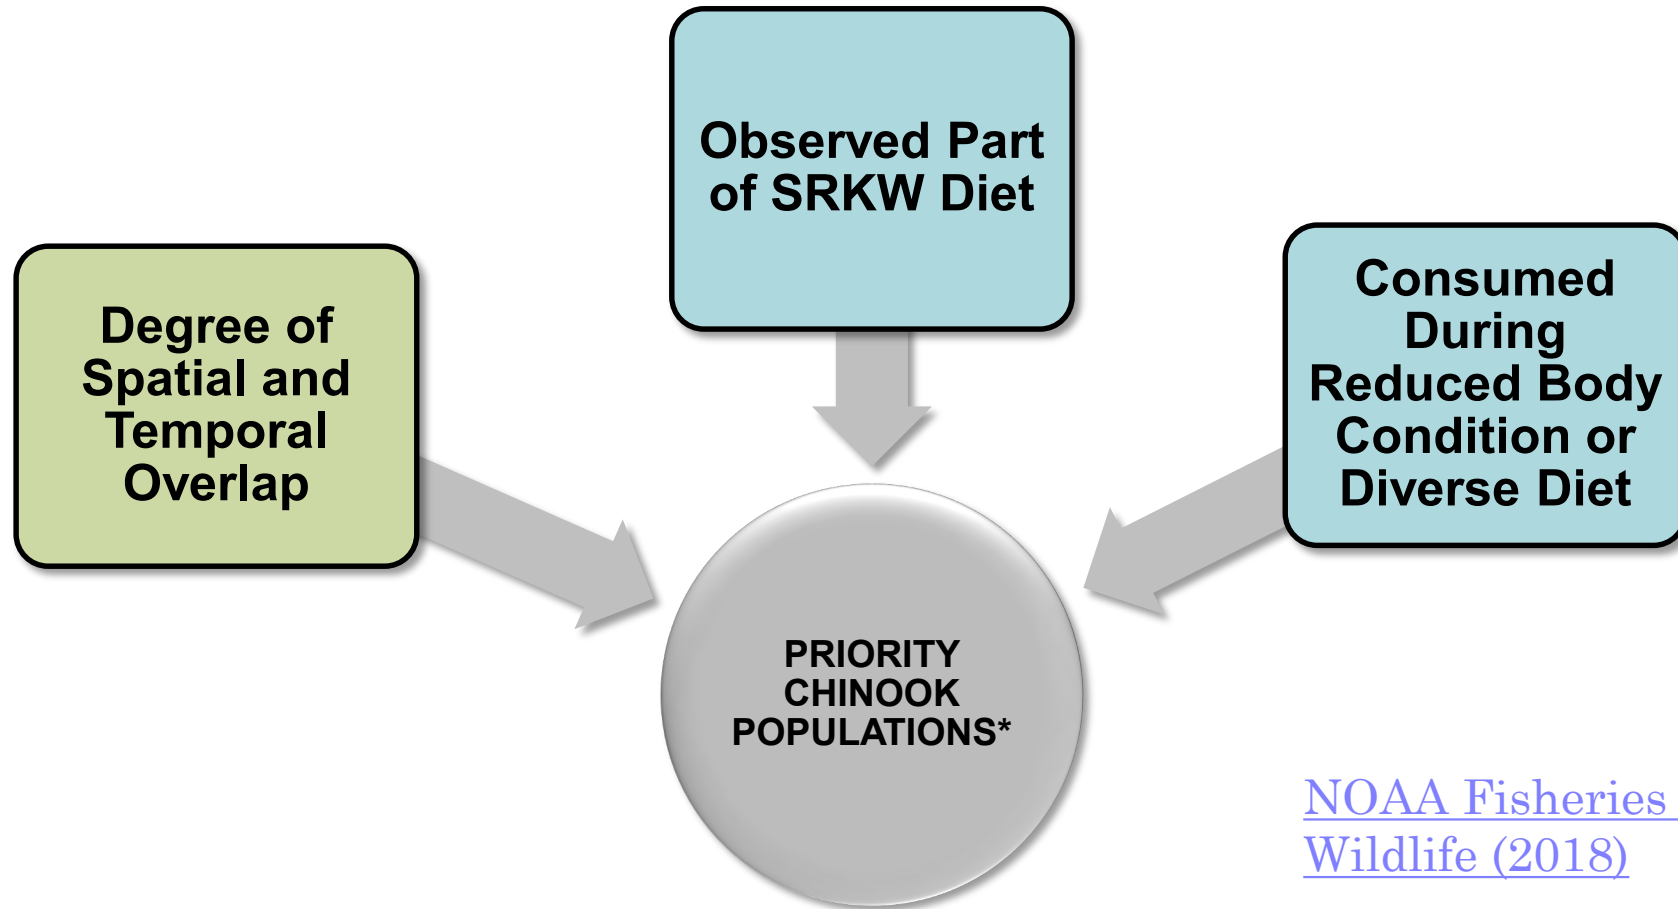 Observed Part
of SRKW Diet
Degree of
Spatial and
Temporal
Overlap
Consumed
During
Reduced Body
Condition or
Diverse Diet
PRIORITY
CHINOOK
POPULATIONS*
NOAA Fisheries
Wildlife (2018)